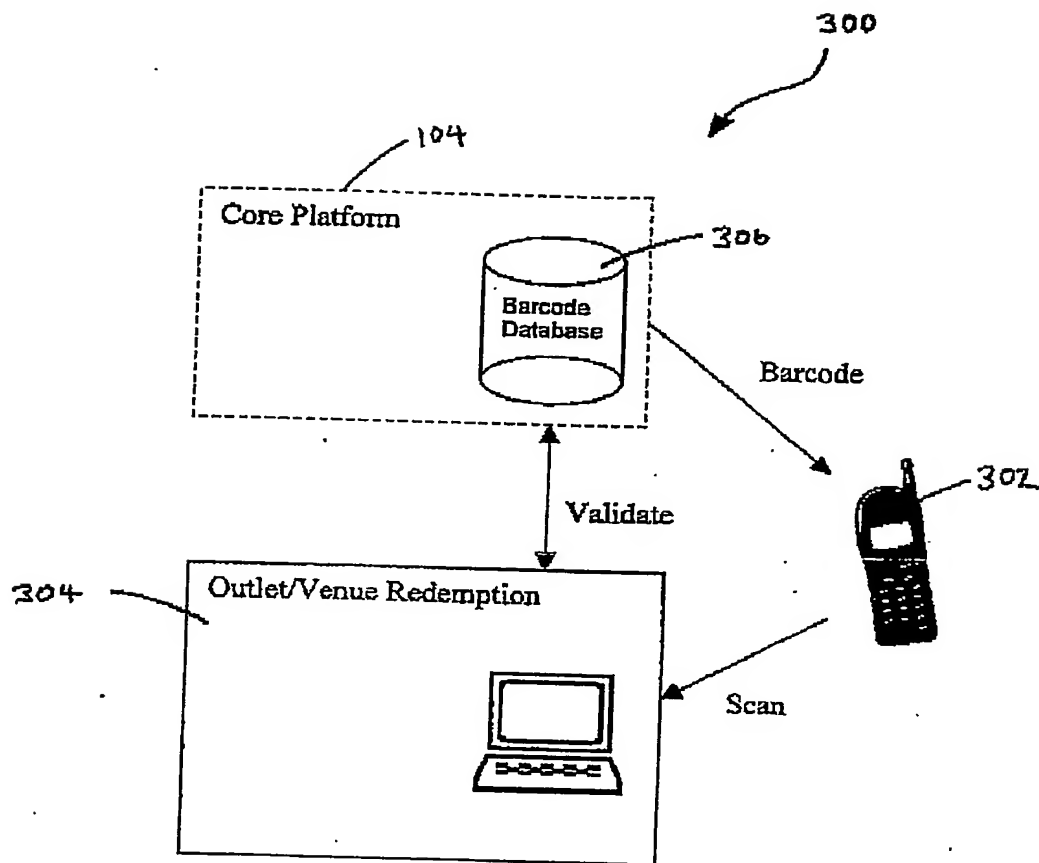 300
104
Core Platform
306
Barcode
Database
Barcode
302
Validate
304
Outlet/Venue Redemption
Scan